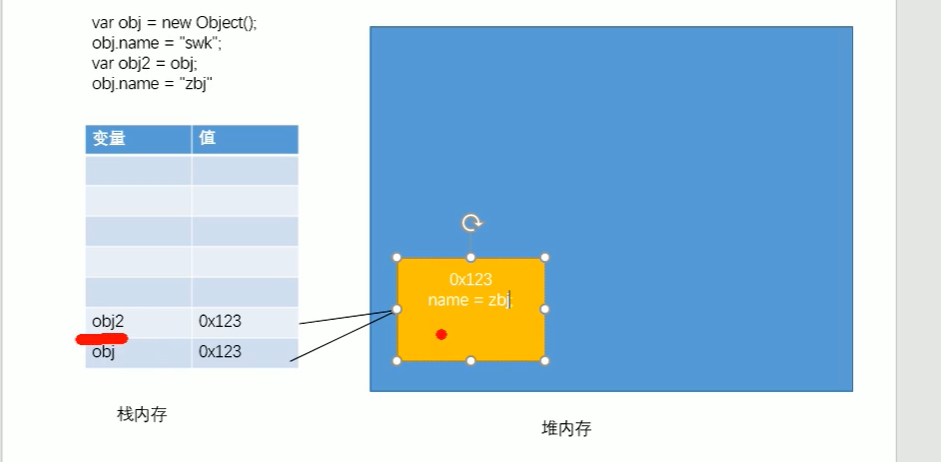 var obj = new Object();
obj.name = "swk";
var obj2 = obj;
obj.name = "zbj"
变量 值
obj2 0x123
obj 0x123
栈内存
0x123
name = zbj;
堆内存